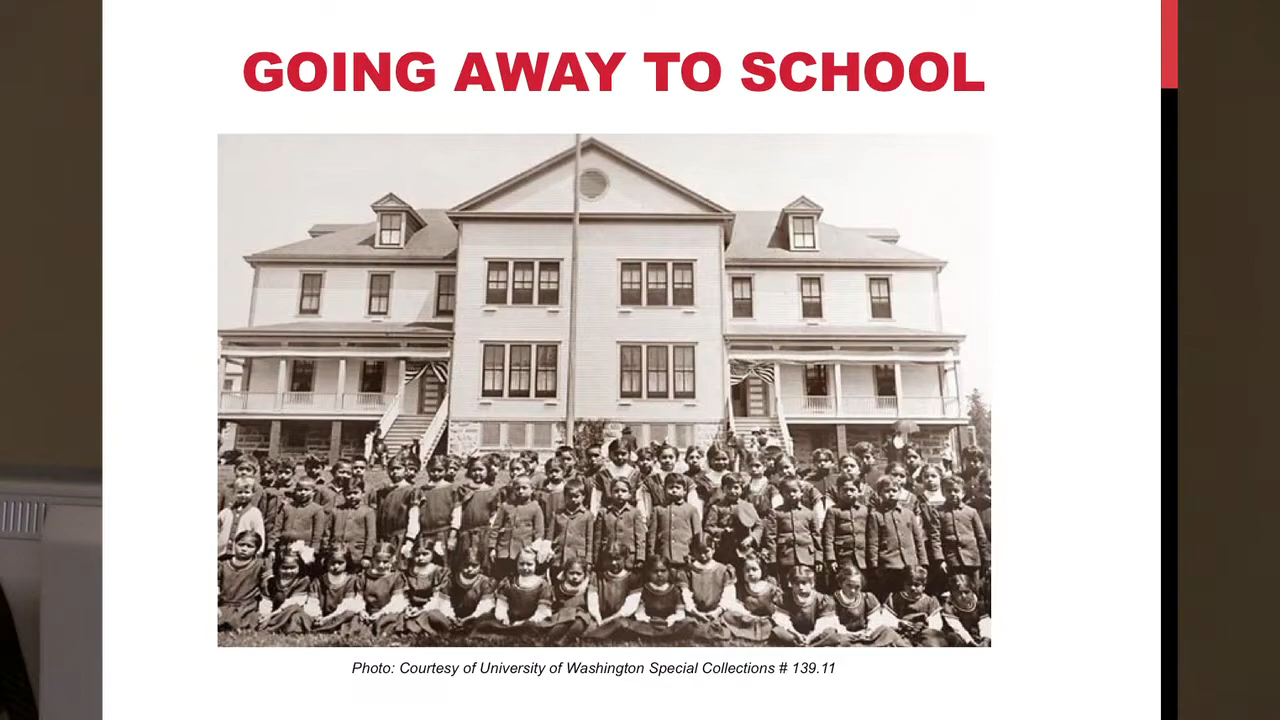 GOING AWAY TO SCHOOL
Photo: Courtesy of University of Washington Special Collections # 139.11